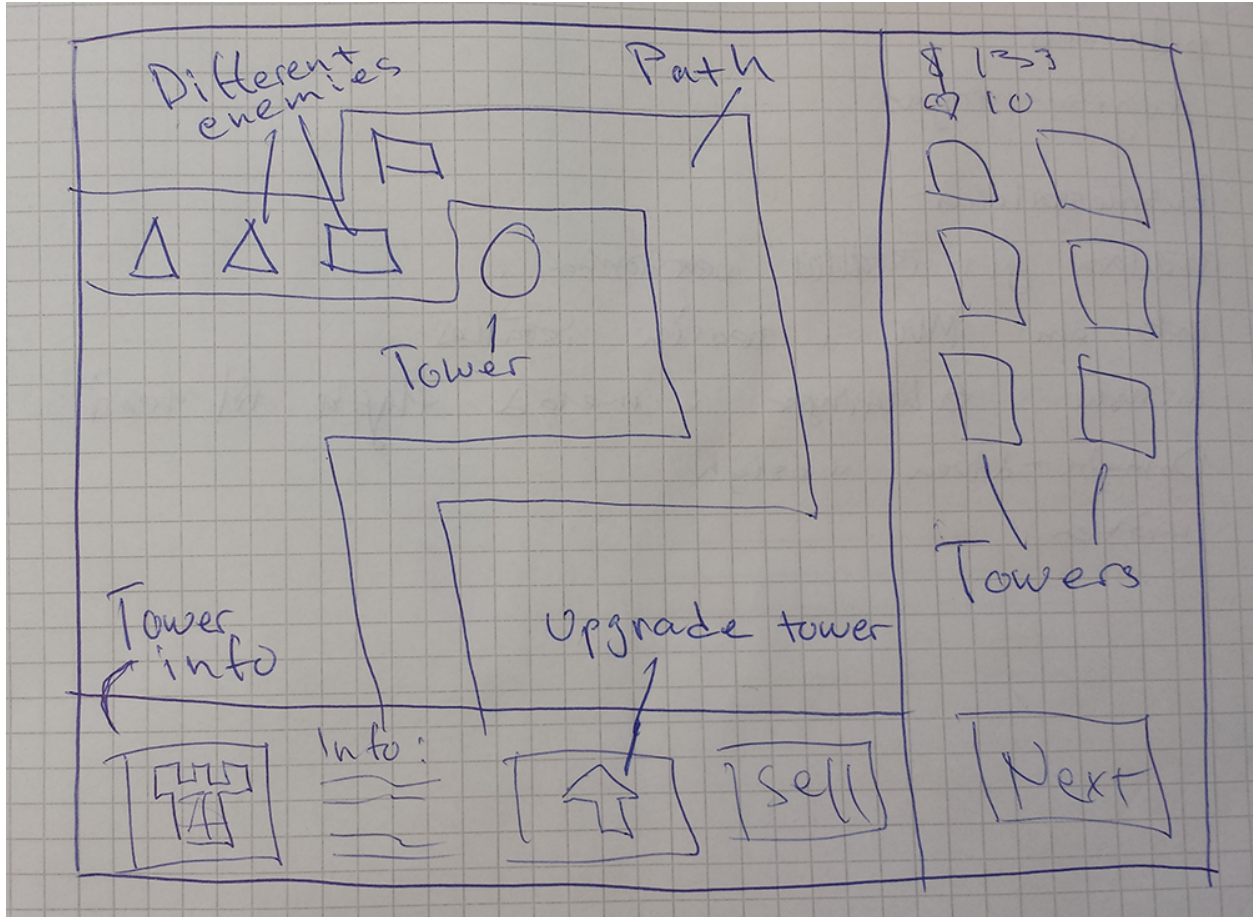 Different
enemies
Path
$ 133
♡ 10
Tower
Towers
Tower
info
Upgrade tower
Info:
Sell
Next